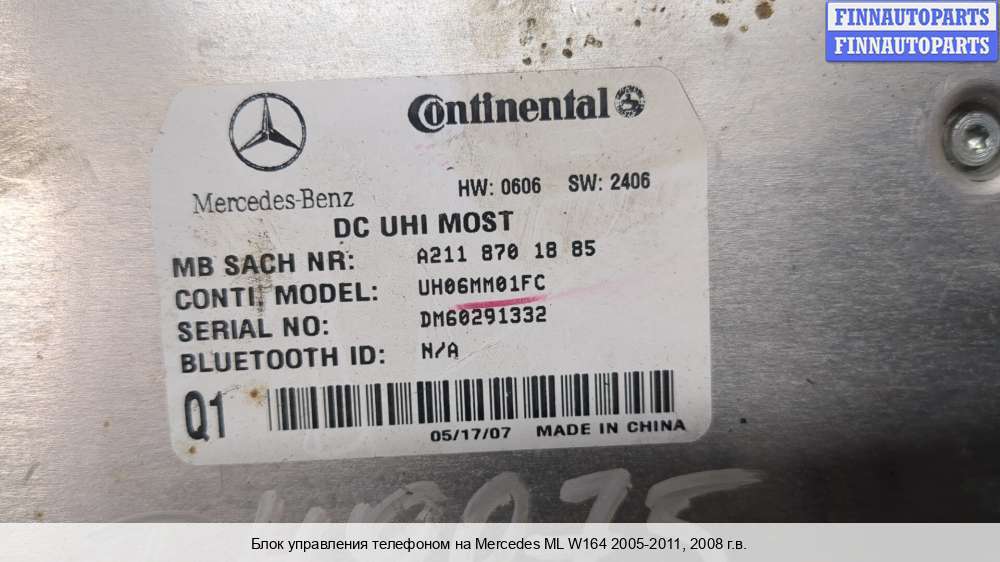 FINNAUTOPARTS
FINNAUTOPARTS
Continental
Mercedes-Benz
HW: 0606 SW: 2406
DC UHI MOST
MB SACH NR: A211 870 18 85
CONTI. MODEL: UH06MM01FC
SERIAL NO: DM60291332
BLUETOOTH ID: N/A
Q1
05/17/07 MADE IN CHINA
Блок управления телефоном на Mercedes ML W164 2005-2011, 2008 г.в.